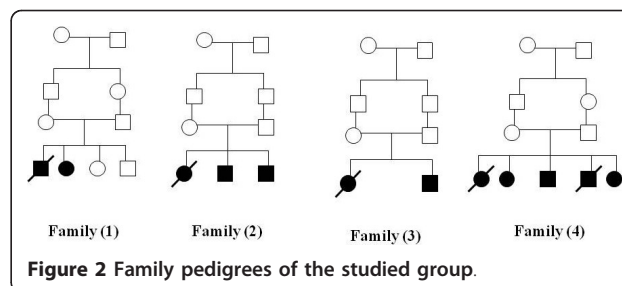 Family (1) Family (2) Family (3) Family (4)
Figure 2 Family pedigrees of the studied group.